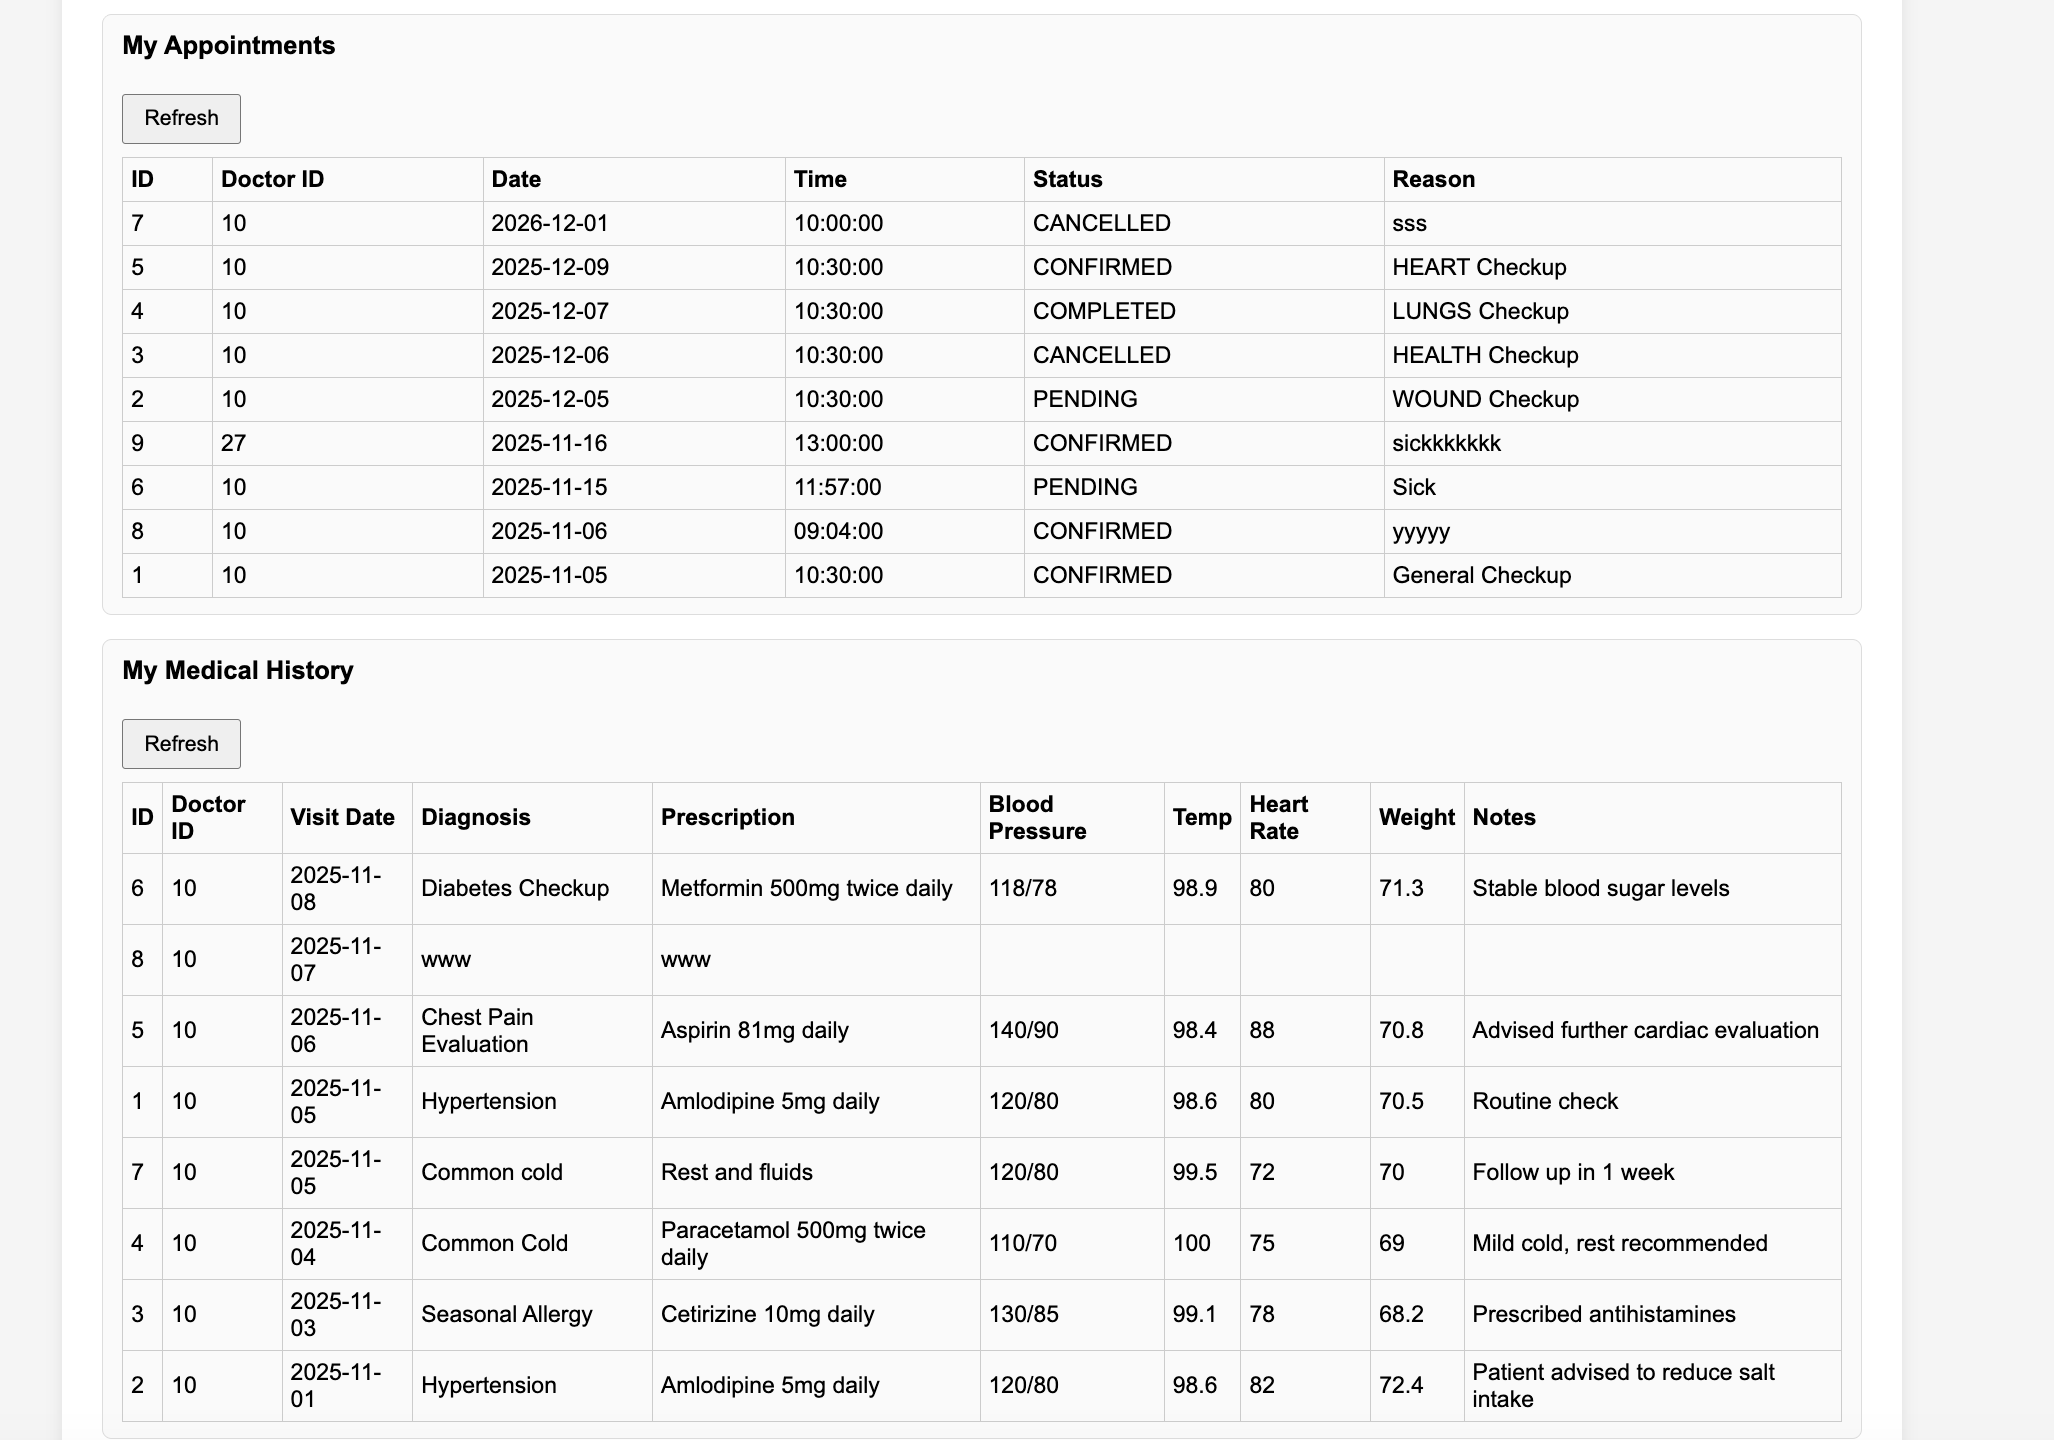 My Appointments
Refresh
ID Doctor ID Date Time Status Reason
7 10 2026-12-01 10:00:00 CANCELLED sss
5 10 2025-12-09 10:30:00 CONFIRMED HEART Checkup
4 10 2025-12-07 10:30:00 COMPLETED LUNGS Checkup
3 10 2025-12-06 10:30:00 CANCELLED HEALTH Checkup
2 10 2025-12-05 10:30:00 PENDING WOUND Checkup
9 27 2025-11-16 13:00:00 CONFIRMED sickkkkkkk
6 10 2025-11-15 11:57:00 PENDING Sick
8 10 2025-11-06 09:04:00 CONFIRMED yyyyy
1 10 2025-11-05 10:30:00 CONFIRMED General Checkup
My Medical History
Refresh
ID Doctor ID Visit Date Diagnosis Prescription Blood Pressure Temp Heart Rate Weight Notes
6 10 2025-11-08 Diabetes Checkup Metformin 500mg twice daily 118/78 98.9 80 71.3 Stable blood sugar levels
8 10 2025-11-07 www www
5 10 2025-11-06 Chest Pain Evaluation Aspirin 81mg daily 140/90 98.4 88 70.8 Advised further cardiac evaluation
1 10 2025-11-05 Hypertension Amlodipine 5mg daily 120/80 98.6 80 70.5 Routine check
7 10 2025-11-05 Common cold Rest and fluids 120/80 99.5 72 70 Follow up in 1 week
4 10 2025-11-04 Common Cold Paracetamol 500mg twice daily 110/70 100 75 69 Mild cold, rest recommended
3 10 2025-11-03 Seasonal Allergy Cetirizine 10mg daily 130/85 99.1 78 68.2 Prescribed antihistamines
2 10 2025-11-01 Hypertension Amlodipine 5mg daily 120/80 98.6 82 72.4 Patient advised to reduce salt intake